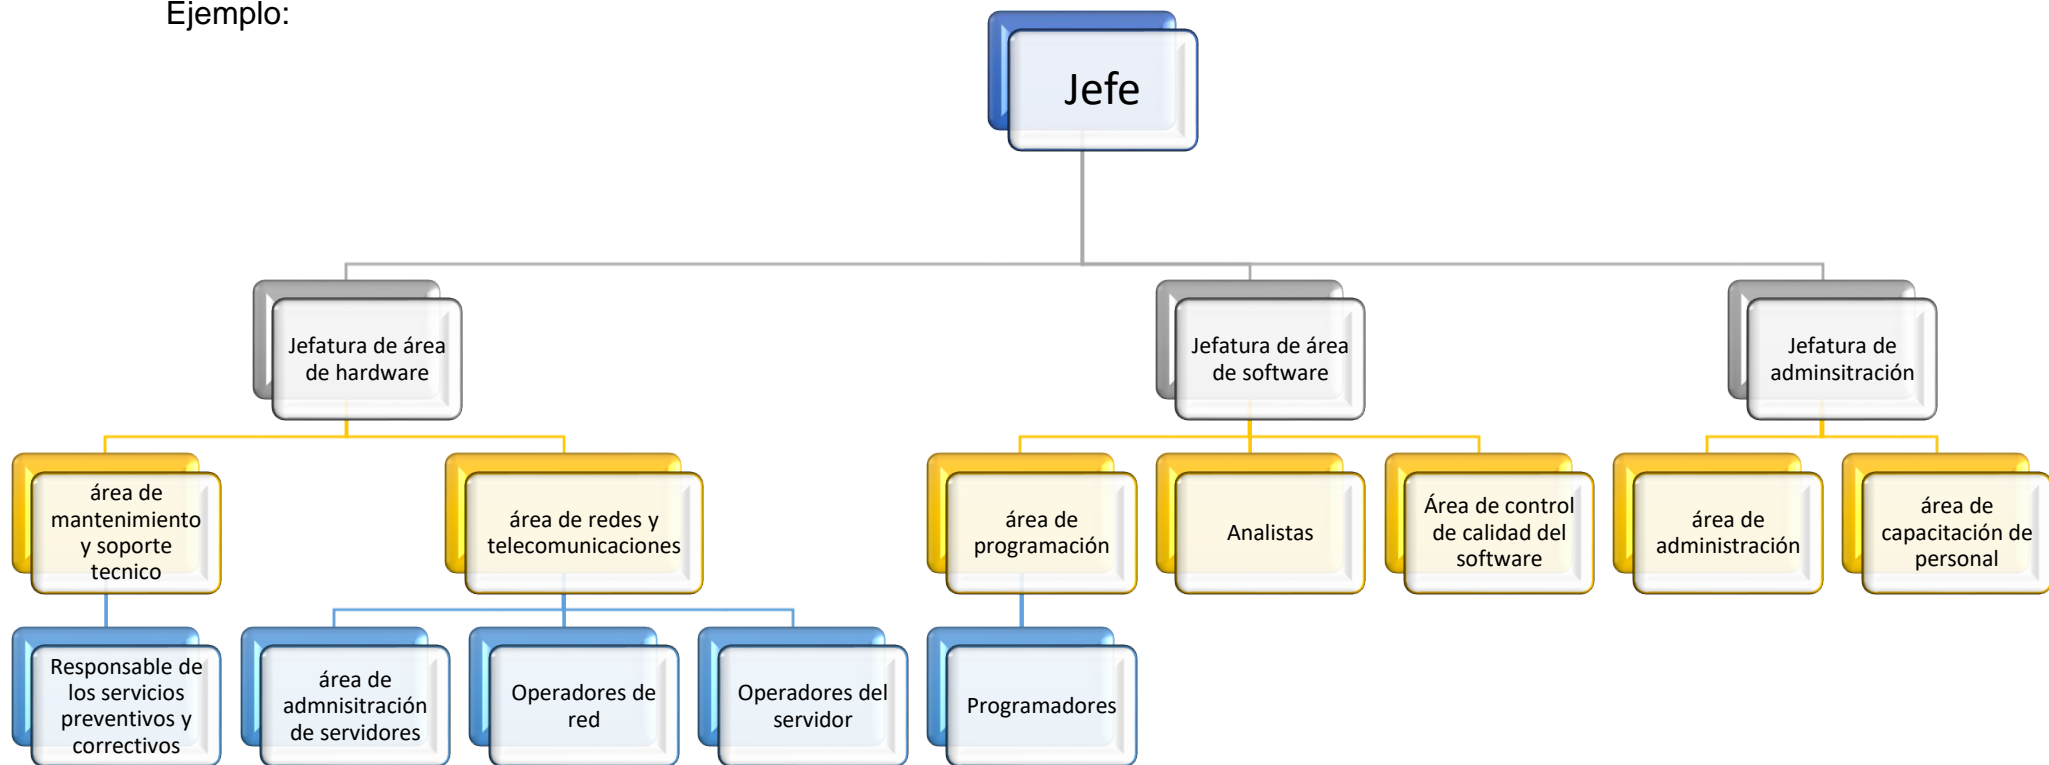 Ejemplo:
Jefe
Jefatura de área
de hardware
Jefatura de área
de software
Jefatura de
adminsitración
área de
mantenimiento
y soporte
tecnico
área de redes y
telecomunicaciones
área de
programación
Analistas
Área de control
de calidad del
software
área de
administración
área de
capacitación de
personal
Responsable de
los servicios
preventivos y
correctivos
área de
admnisitración
de servidores
Operadores de
red
Operadores del
servidor
Programadores